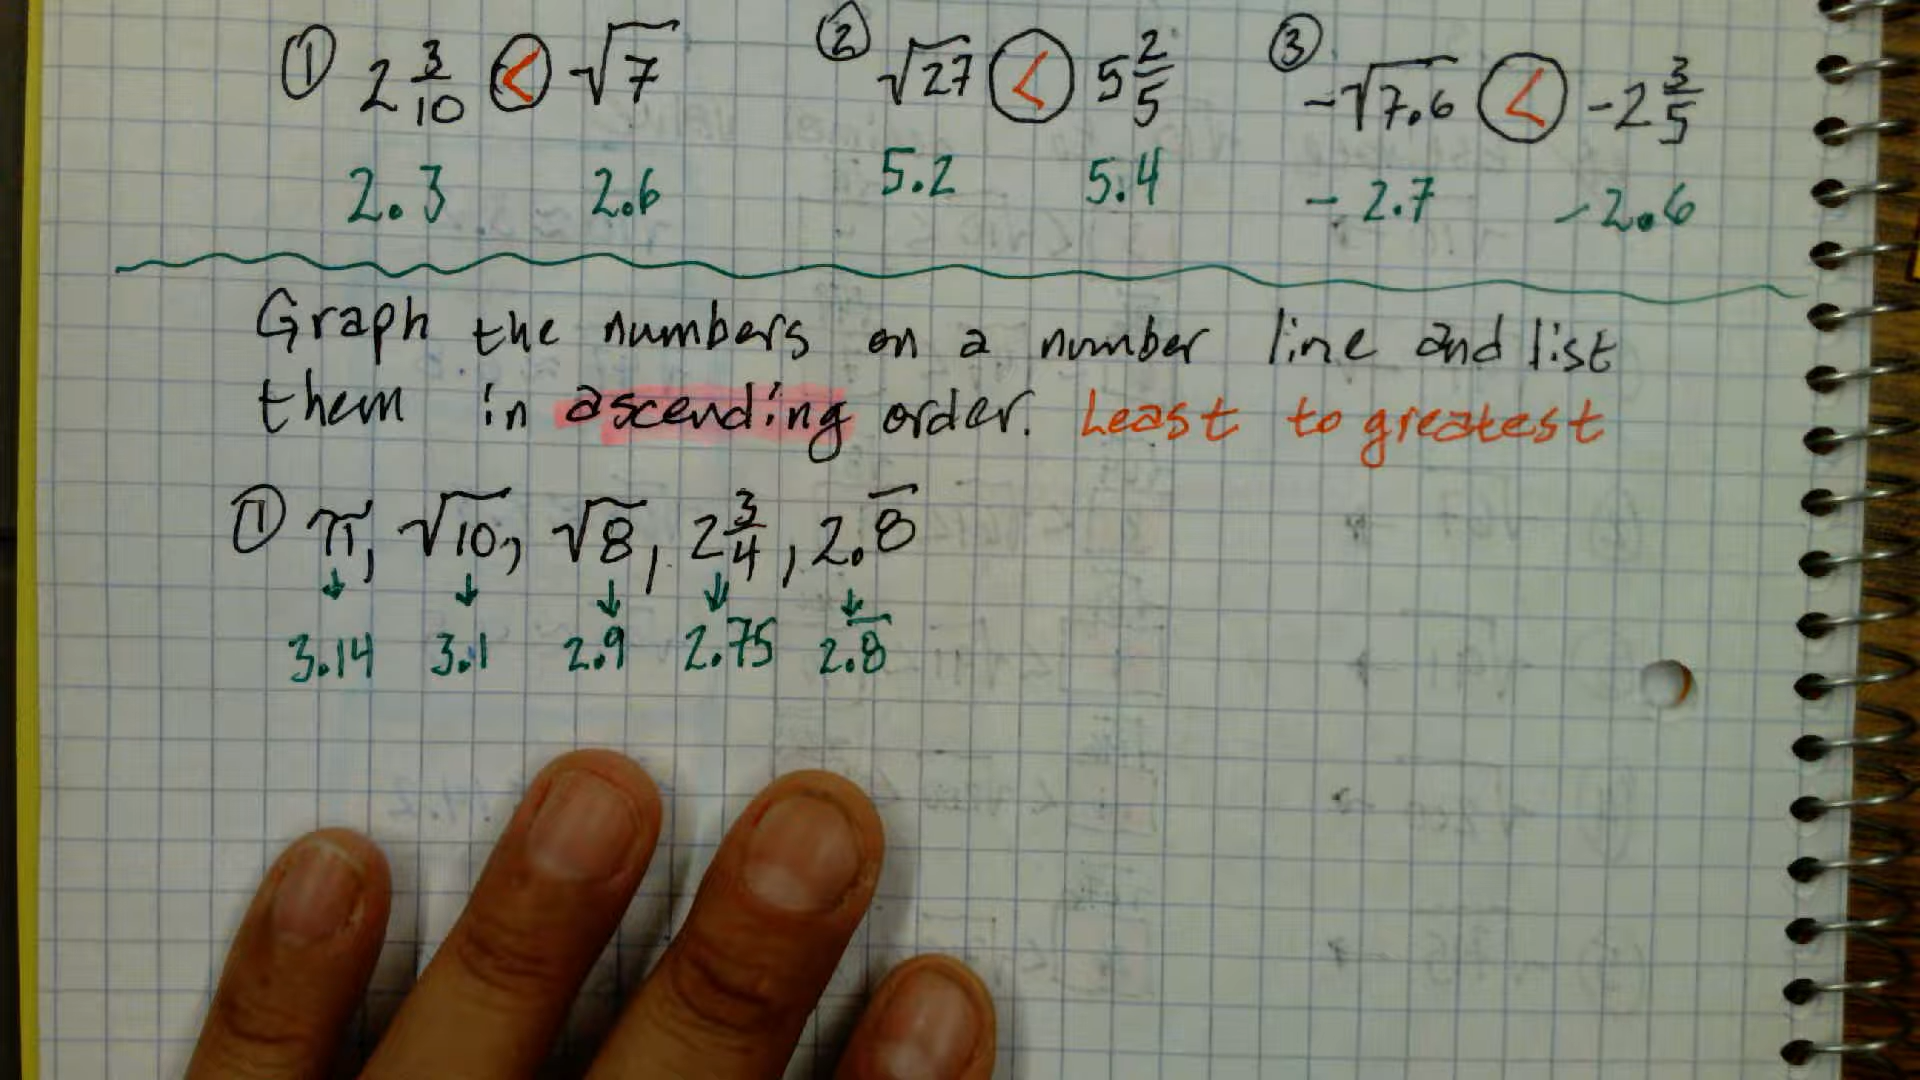 ① 2 3/10 < √7 ② √27 < 5 2/5 ③ -√7.6 < -2 3/5
2.3 2.6 5.2 5.4 -2.7 -2.6
Graph the numbers on a number line and list
them in ascending order. Least to greatest
① π, √10, √8, 2 3/4, 2.8̅
↓ ↓ ↓ ↓ ↓
3.14 3.1 2.9 2.75 2.8̅